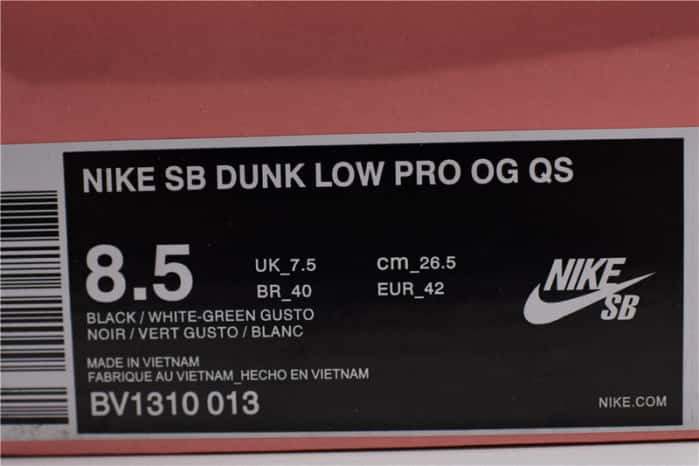 NIKE SB DUNK LOW PRO OG QS
8.5
UK_7.5 cm_26.5
BR_40 EUR_42
BLACK / WHITE-GREEN GUSTO
NOIR / VERT GUSTO / BLANC
MADE IN VIETNAM
FABRIQUE AU VIETNAM_HECHO EN VIETNAM
BV1310 013
NIKE
SB
NIKE.COM